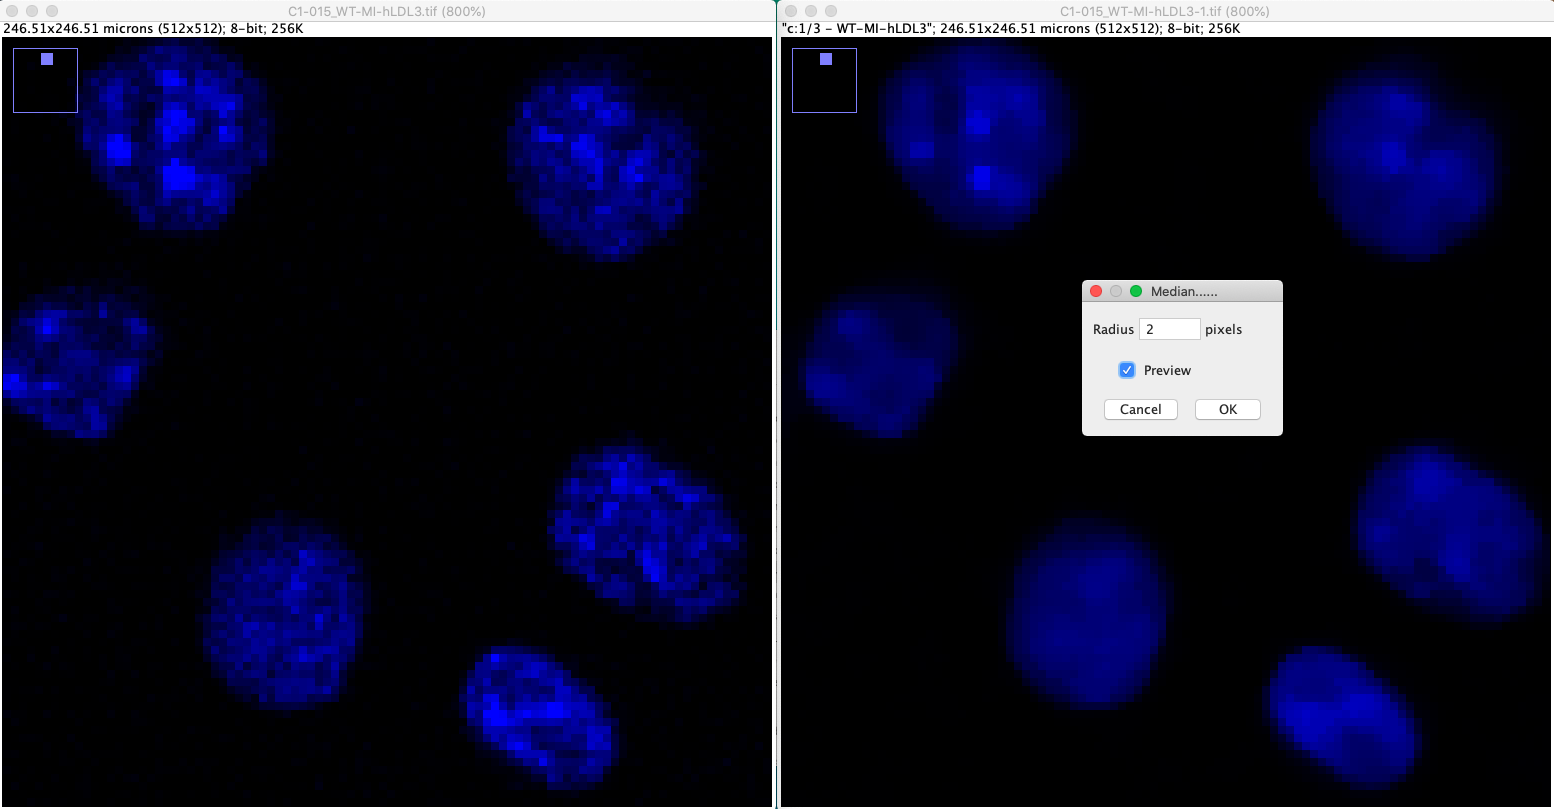 C1-015_WT-MI-hLDL3.tif (800%)
246.51x246.51 microns (512x512); 8-bit; 256K
C1-015_WT-MI-hLDL3-1.tif (800%)
"c:1/3 - WT-MI-hLDL3"; 246.51x246.51 microns (512x512); 8-bit; 256K
Median......
Radius 2 pixels
Preview
Cancel OK